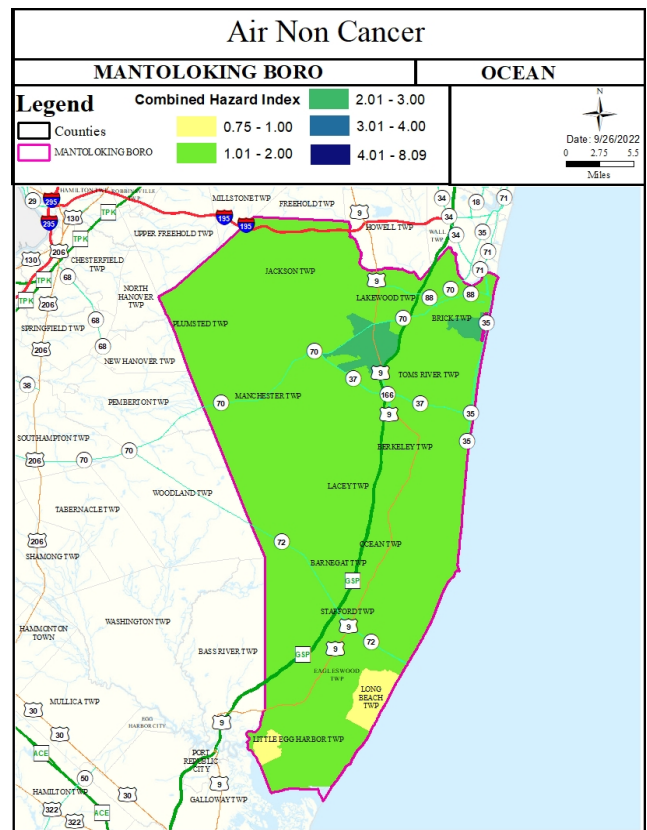 Air Non Cancer
MANTOLOKING BORO
OCEAN
Legend
Counties
MANTOLOKING BORO
Combined Hazard Index
0.75 - 1.00
1.01 - 2.00
2.01 - 3.00
3.01 - 4.00
4.01 - 8.09
N
Date: 9/26/2022
0 2.75 5.5
Miles
HAMILTON TWP
ROBBINSVILLE
TWP
MILLSTONE TWP
FREEHOLD TWP
29
295
130
TPK
195
195
9
34
18
71
295
TPK
UPPER FREEHOLD TWP
HOWELL TWP
34
WALL
TWP
34
35
206
130
CHESTERFIELD
TWP
71
TPK
68
JACKSON TWP
71
NORTH
HANOVER
TWP
9
TPK
206
LAKEWOOD TWP
88
70
88
SPRINGFIELD TWP
68
PLUMSTED TWP
70
BRICK TWP
35
206
68
NEW HANOVER TWP
70
9
TOMS RIVER TWP
37
38
PEMBERTON TWP
70
MANCHESTER TWP
166
37
9
35
SOUTHAMPTON TWP
35
206
70
70
BERKELEY TWP
WOODLAND TWP
LACEY TWP
TABERNACLE TWP
206
72
OCEAN TWP
SHAMONG TWP
BARNEGAT TWP
GSP
WASHINGTON TWP
STAFFORD TWP
HAMMONTON
TOWN
9
72
BASS RIVER TWP
GSP
9
EAGLESWOOD
TWP
LONG
BEACH
TWP
MULLICA TWP
30
EGG
HARBOR CITY
9
30
LITTLE EGG HARBOR TWP
ACE
PORT
REPUBLIC
CITY
50
9
HAMILTON TWP
30
GALLOWAY TWP
322
ACE
322